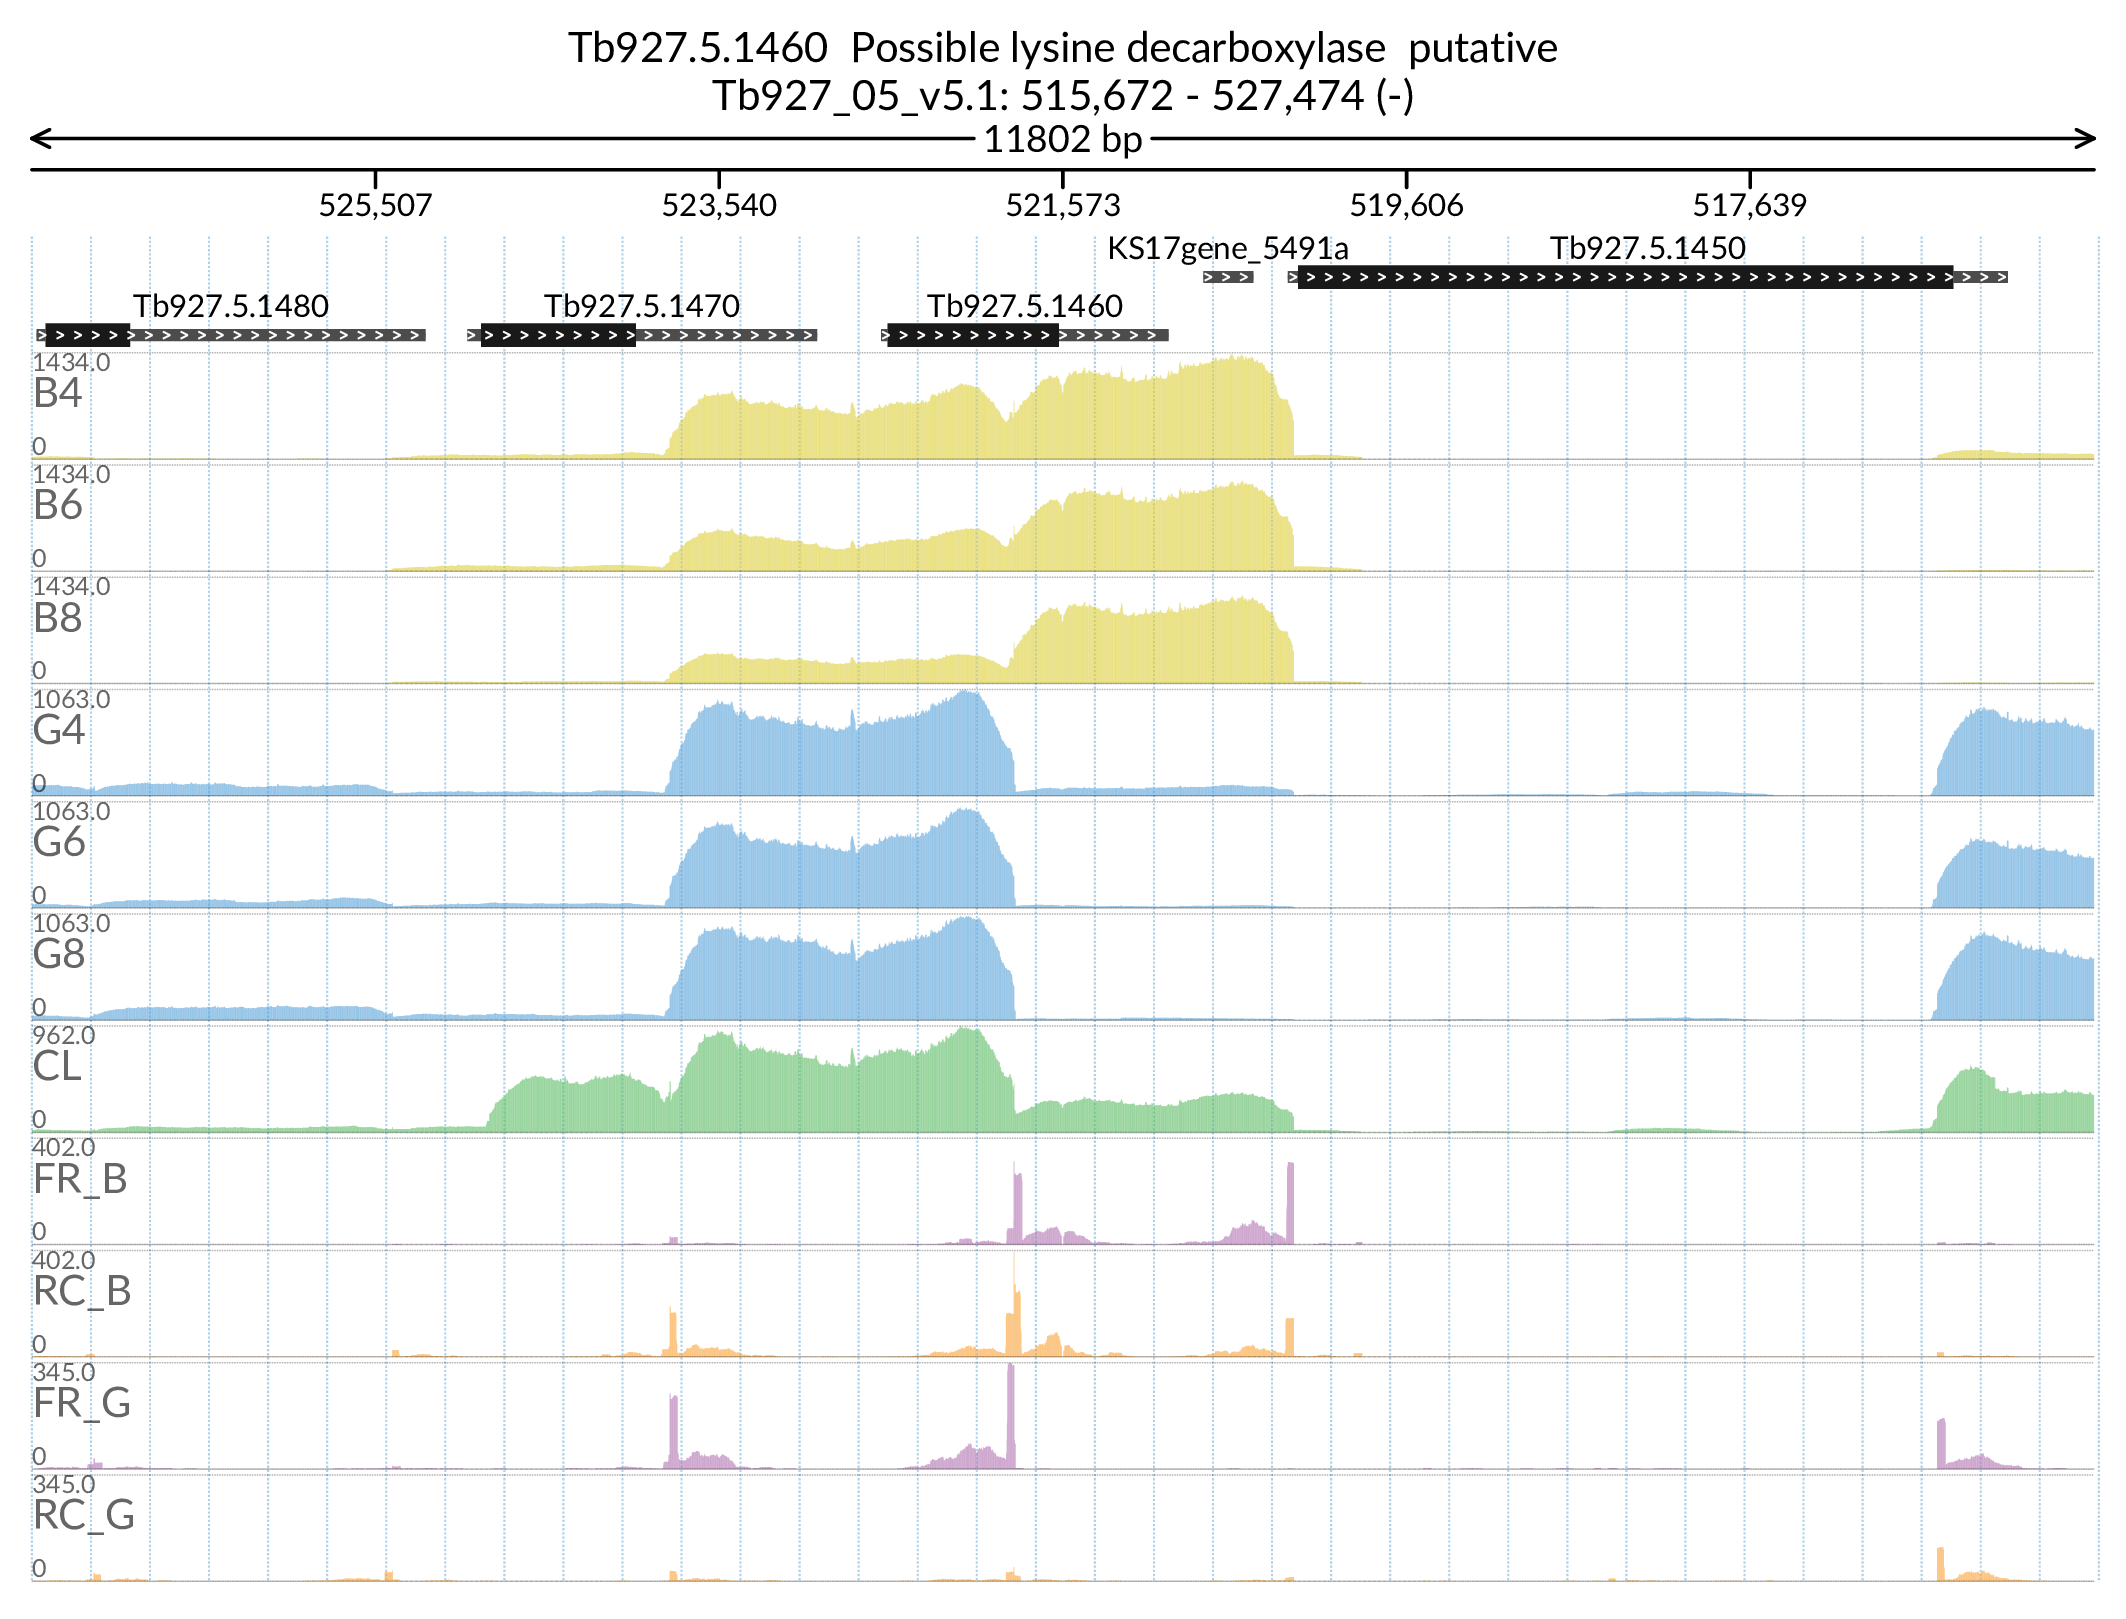 Tb927.5.1460 Possible lysine decarboxylase putative
Tb927_05_v5.1: 515,672 - 527,474 (-)
11802 bp
525,507 523,540 521,573 519,606 517,639
KS17gene_5491a Tb927.5.1450
Tb927.5.1480 Tb927.5.1470 Tb927.5.1460
1434.0
B4
0
1434.0
B6
0
1434.0
B8
0
1063.0
G4
0
1063.0
G6
0
1063.0
G8
0
962.0
CL
0
402.0
FR_B
0
402.0
RC_B
0
345.0
FR_G
0
345.0
RC_G
0